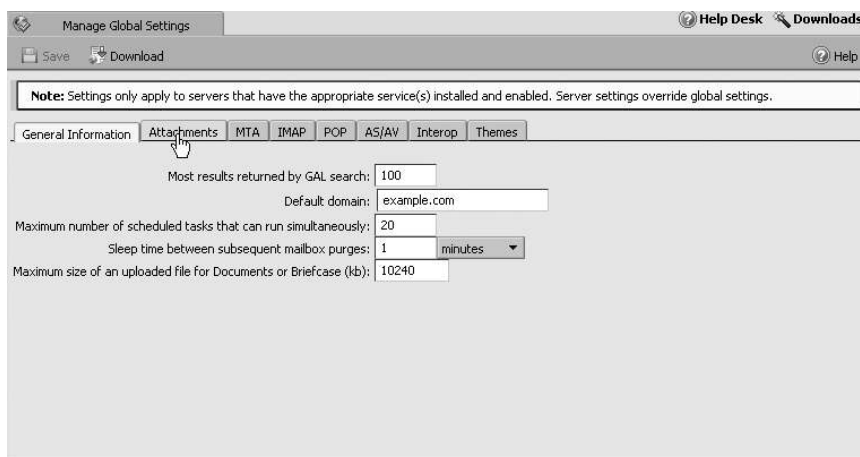 Manage Global Settings
Help Desk Downloads
Save Download Help
Note: Settings only apply to servers that have the appropriate service(s) installed and enabled. Server settings override global settings.
General Information Attachments MTA IMAP POP AS/AV Interop Themes
Most results returned by GAL search: 100
Default domain: example.com
Maximum number of scheduled tasks that can run simultaneously: 20
Sleep time between subsequent mailbox purges: 1 minutes
Maximum size of an uploaded file for Documents or Briefcase (kb): 10240